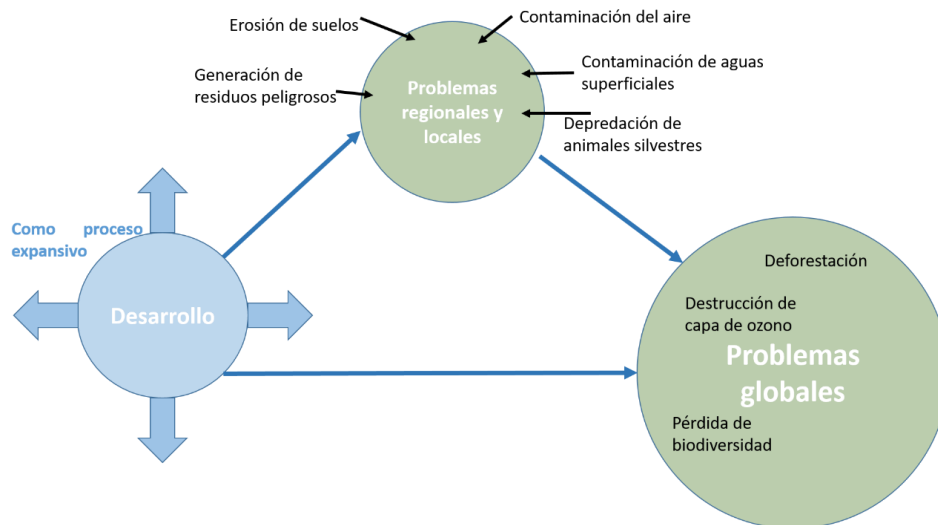 Erosión de suelos
Contaminación del aire
Generación de
residuos peligrosos
Contaminación de aguas
superficiales
Problemas
regionales y
locales
Depredación de
animales silvestres
Como proceso
expansivo
Desarrollo
Deforestación
Destrucción de
capa de ozono
Problemas
globales
Pérdida de
biodiversidad